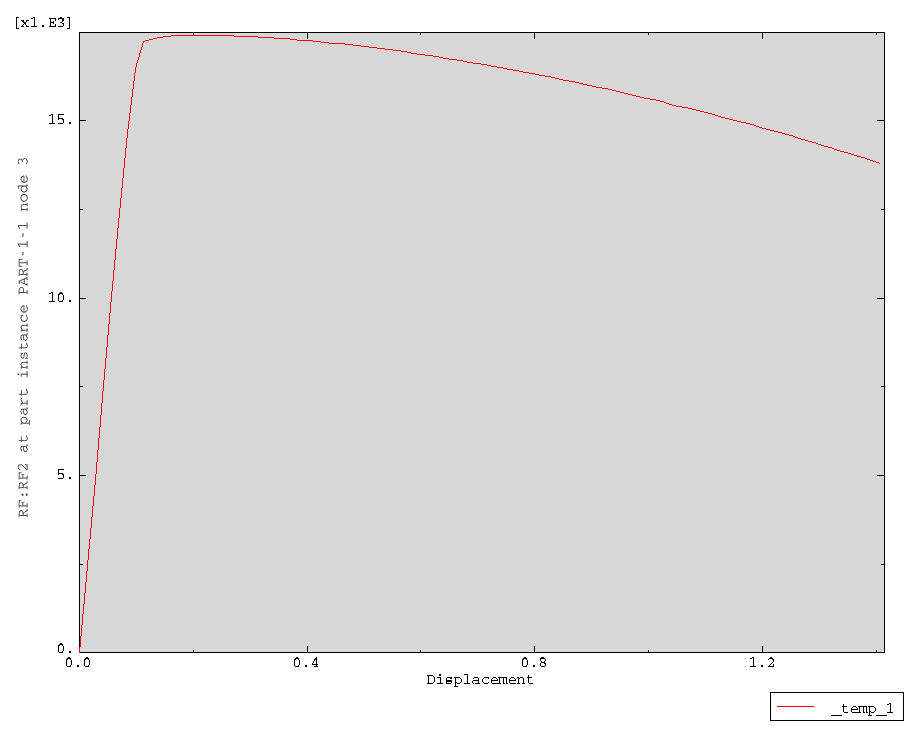 [x1.E3]
15.
10.
5.
0.
RF:RF2 at part instance PART-1-1 node 3
0.0 0.4 0.8 1.2
Displacement
_temp_1